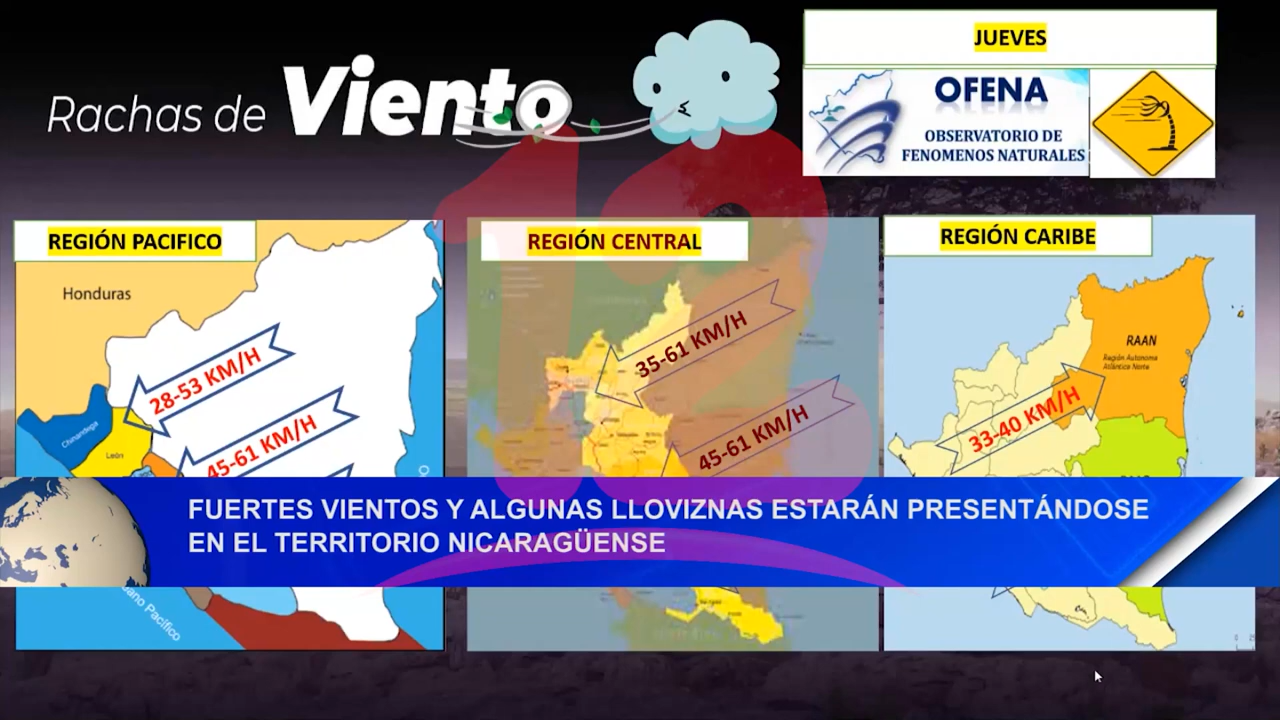 Rachas de Viento
JUEVES
OFENA
OBSERVATORIO DE
FENOMENOS NATURALES
REGIÓN PACIFICO
Honduras
28-53 KM/H
45-61 KM/H
Chinandega
León
REGIÓN CENTRAL
35-61 KM/H
45-61 KM/H
REGIÓN CARIBE
RAAN
Región Autónoma
Atlántico Norte
33-40 KM/H
12
FUERTES VIENTOS Y ALGUNAS LLOVIZNAS ESTARÁN PRESENTÁNDOSE
EN EL TERRITORIO NICARAGÜENSE
Pacífico